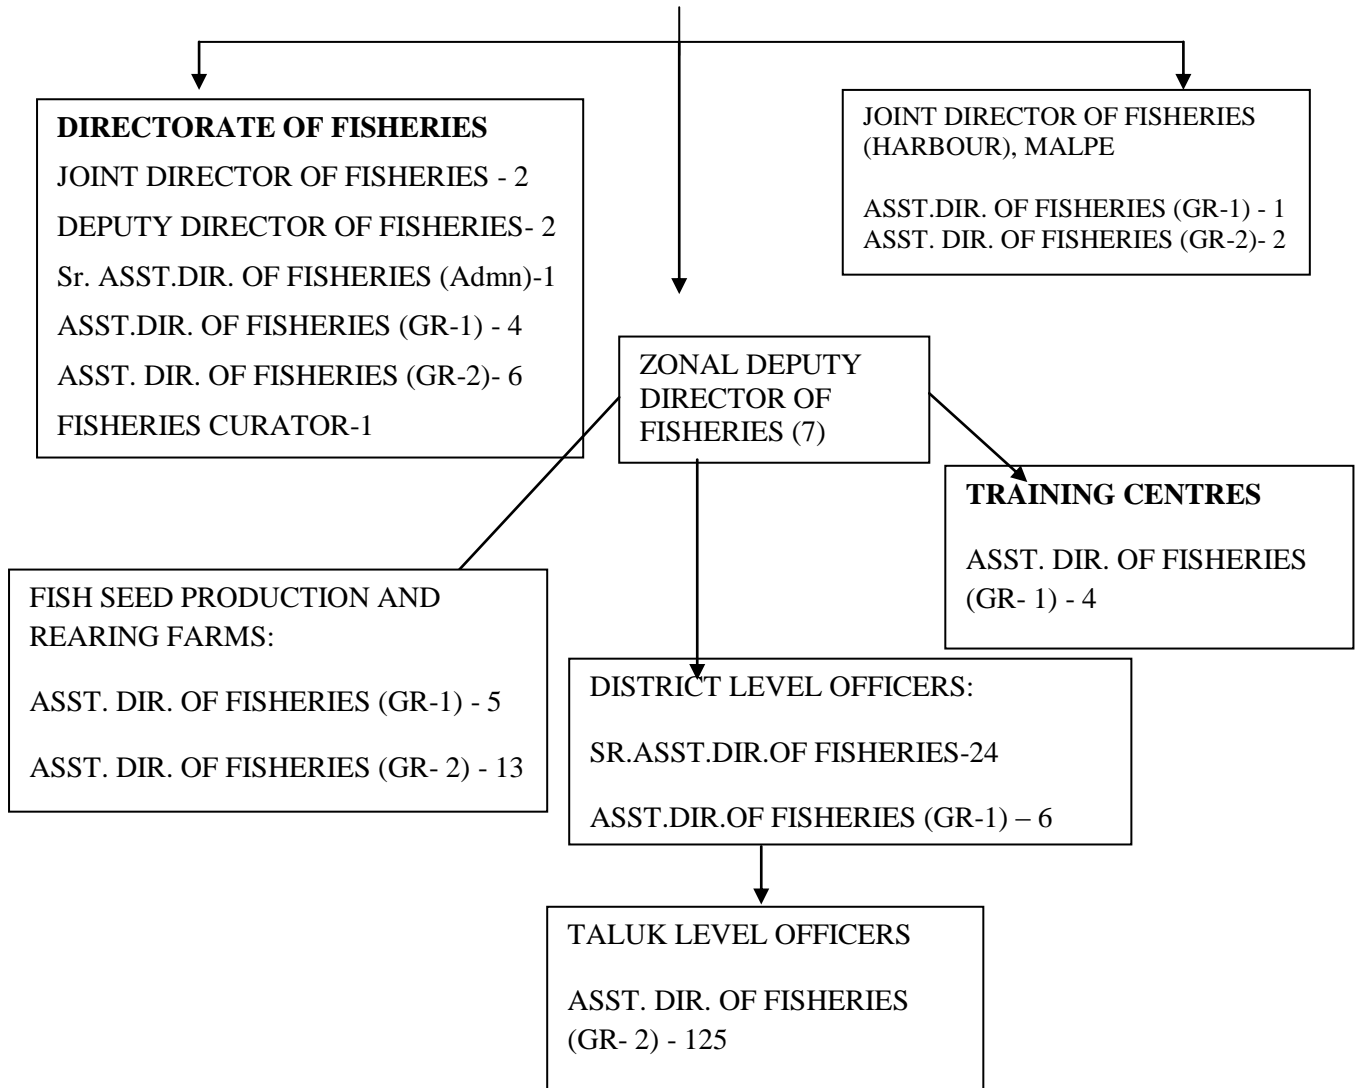 DIRECTORATE OF FISHERIES
JOINT DIRECTOR OF FISHERIES - 2
DEPUTY DIRECTOR OF FISHERIES- 2
Sr. ASST.DIR. OF FISHERIES (Admn)-1
ASST.DIR. OF FISHERIES (GR-1) - 4
ASST. DIR. OF FISHERIES (GR-2)- 6
FISHERIES CURATOR-1
JOINT DIRECTOR OF FISHERIES
(HARBOUR), MALPE
ASST.DIR. OF FISHERIES (GR-1) - 1
ASST. DIR. OF FISHERIES (GR-2)- 2
ZONAL DEPUTY
DIRECTOR OF
FISHERIES (7)
TRAINING CENTRES
ASST. DIR. OF FISHERIES
(GR- 1) - 4
FISH SEED PRODUCTION AND
REARING FARMS:
ASST. DIR. OF FISHERIES (GR-1) - 5
ASST. DIR. OF FISHERIES (GR- 2) - 13
DISTRICT LEVEL OFFICERS:
SR.ASST.DIR.OF FISHERIES-24
ASST.DIR.OF FISHERIES (GR-1) – 6
TALUK LEVEL OFFICERS
ASST. DIR. OF FISHERIES
(GR- 2) - 125